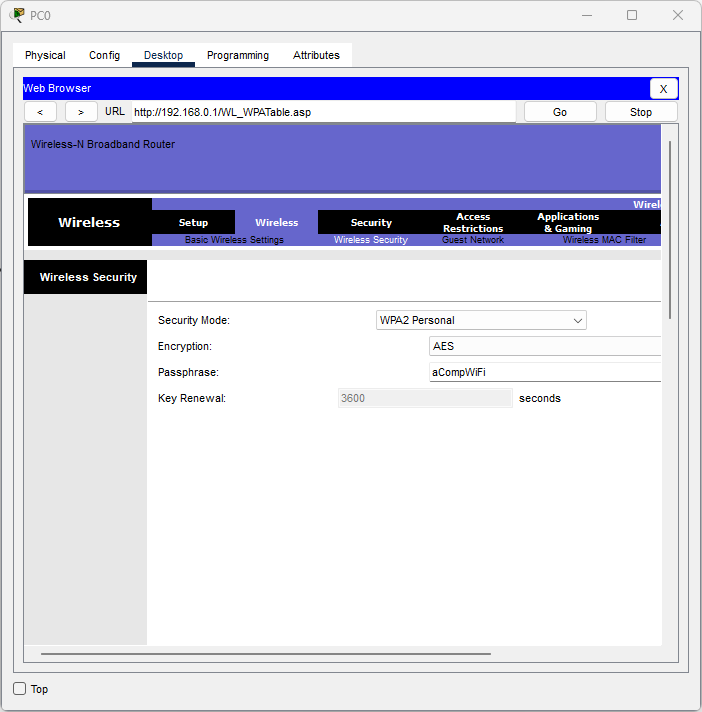 PC0
Physical Config Desktop Programming Attributes
Web Browser X
< > URL http://192.168.0.1/WL_WPATable.asp Go Stop
Wireless-N Broadband Router
Wirel
Wireless Setup Wireless Security Access Restrictions Applications & Gaming
Basic Wireless Settings Wireless Security Guest Network Wireless MAC Filter
Wireless Security
Security Mode: WPA2 Personal
Encryption: AES
Passphrase: aCompWiFi
Key Renewal: 3600 seconds
Top